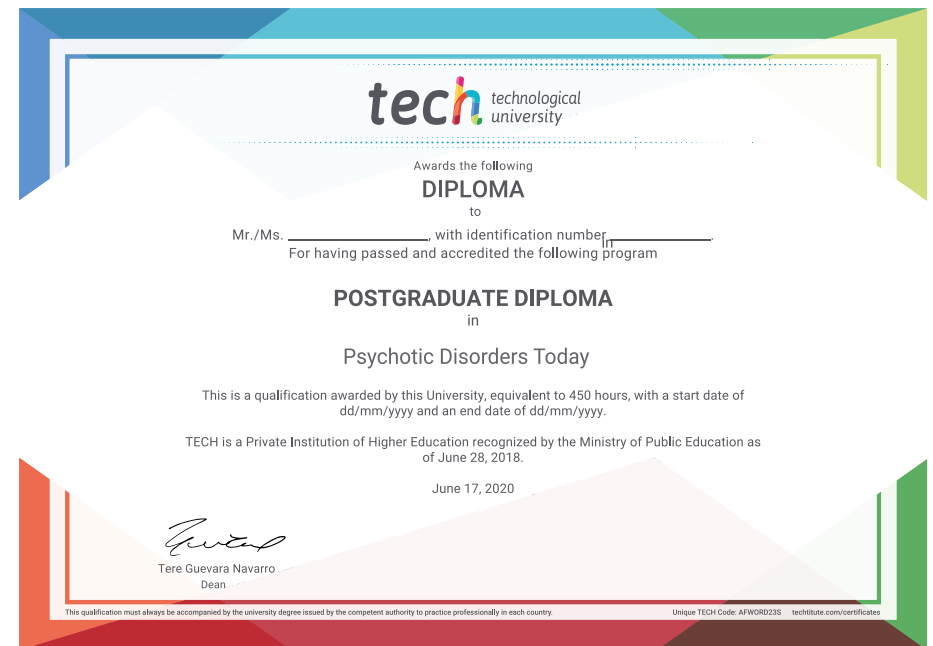 tech technological
university
Awards the following
DIPLOMA
to
Mr./Ms. ____________, with identification number ____________.
In
For having passed and accredited the following program
POSTGRADUATE DIPLOMA
in
Psychotic Disorders Today
This is a qualification awarded by this University, equivalent to 450 hours, with a start date of
dd/mm/yyyy and an end date of dd/mm/yyyy.
TECH is a Private Institution of Higher Education recognized by the Ministry of Public Education as
of June 28, 2018.
June 17, 2020
Tere Guevara Navarro
Dean
This qualification must always be accompanied by the university degree issued by the competent authority to practice professionally in each country.
Unique TECH Code: AFWORD23S techtitute.com/certificates